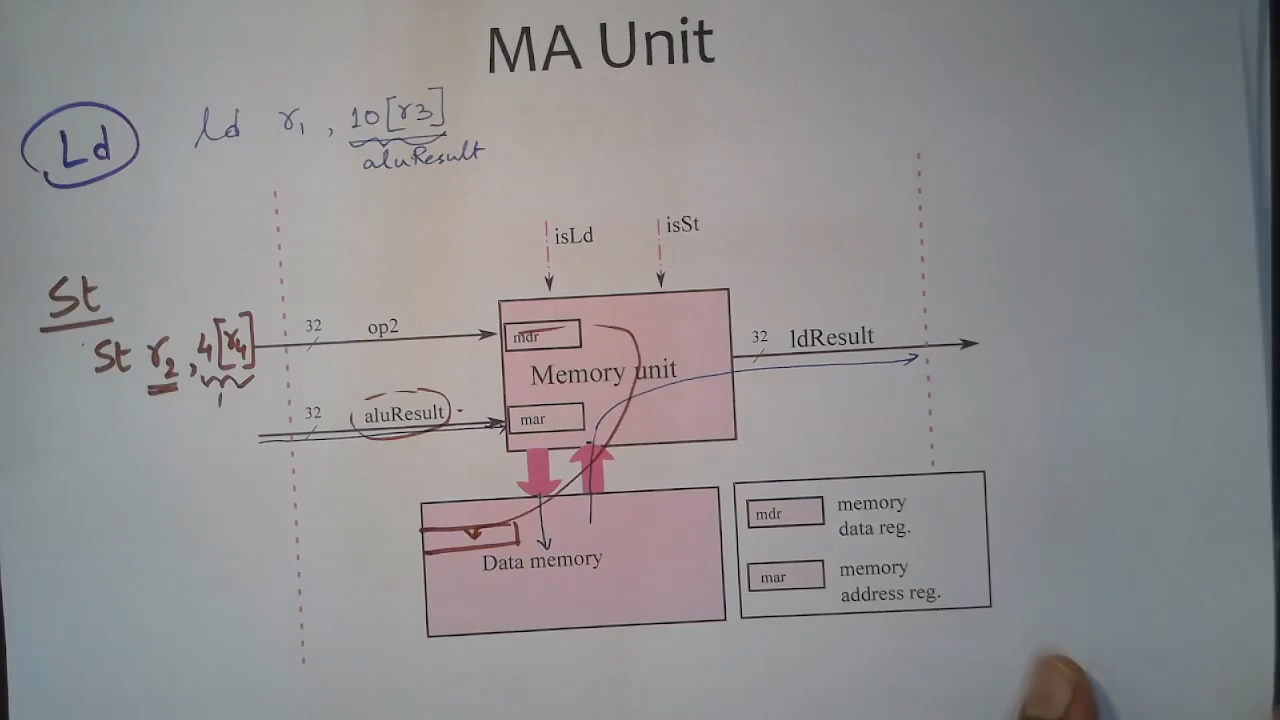 MA Unit
Ld
ld r1, 10[r3]
aluResult
isLd
isSt
St
St r2, 4[r4]
32
op2
mdr
32
ldResult
Memory unit
32
aluResult
mar
mdr
memory
data reg.
Data memory
mar
memory
address reg.